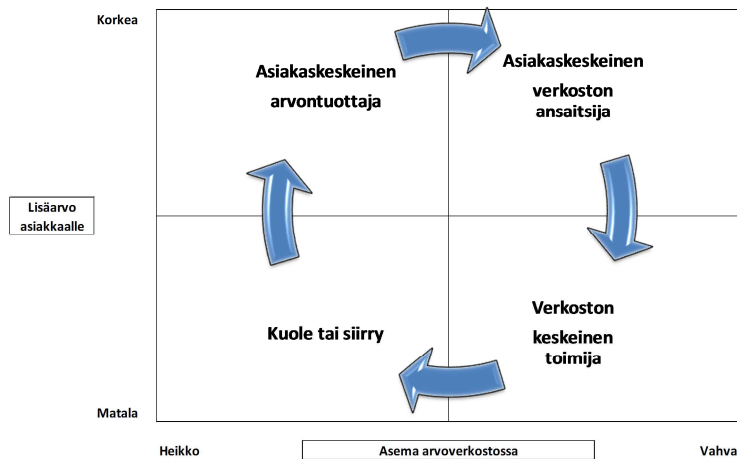 Korkea
Asiakaskeskeinen
arvontuottaja
Asiakaskeskeinen
verkoston
ansaitsija
Lisäarvo
asiakkaalle
Kuole tai siirry
Verkoston
keskeinen
toimija
Matala
Heikko
Asema arvoverkostossa
Vahva